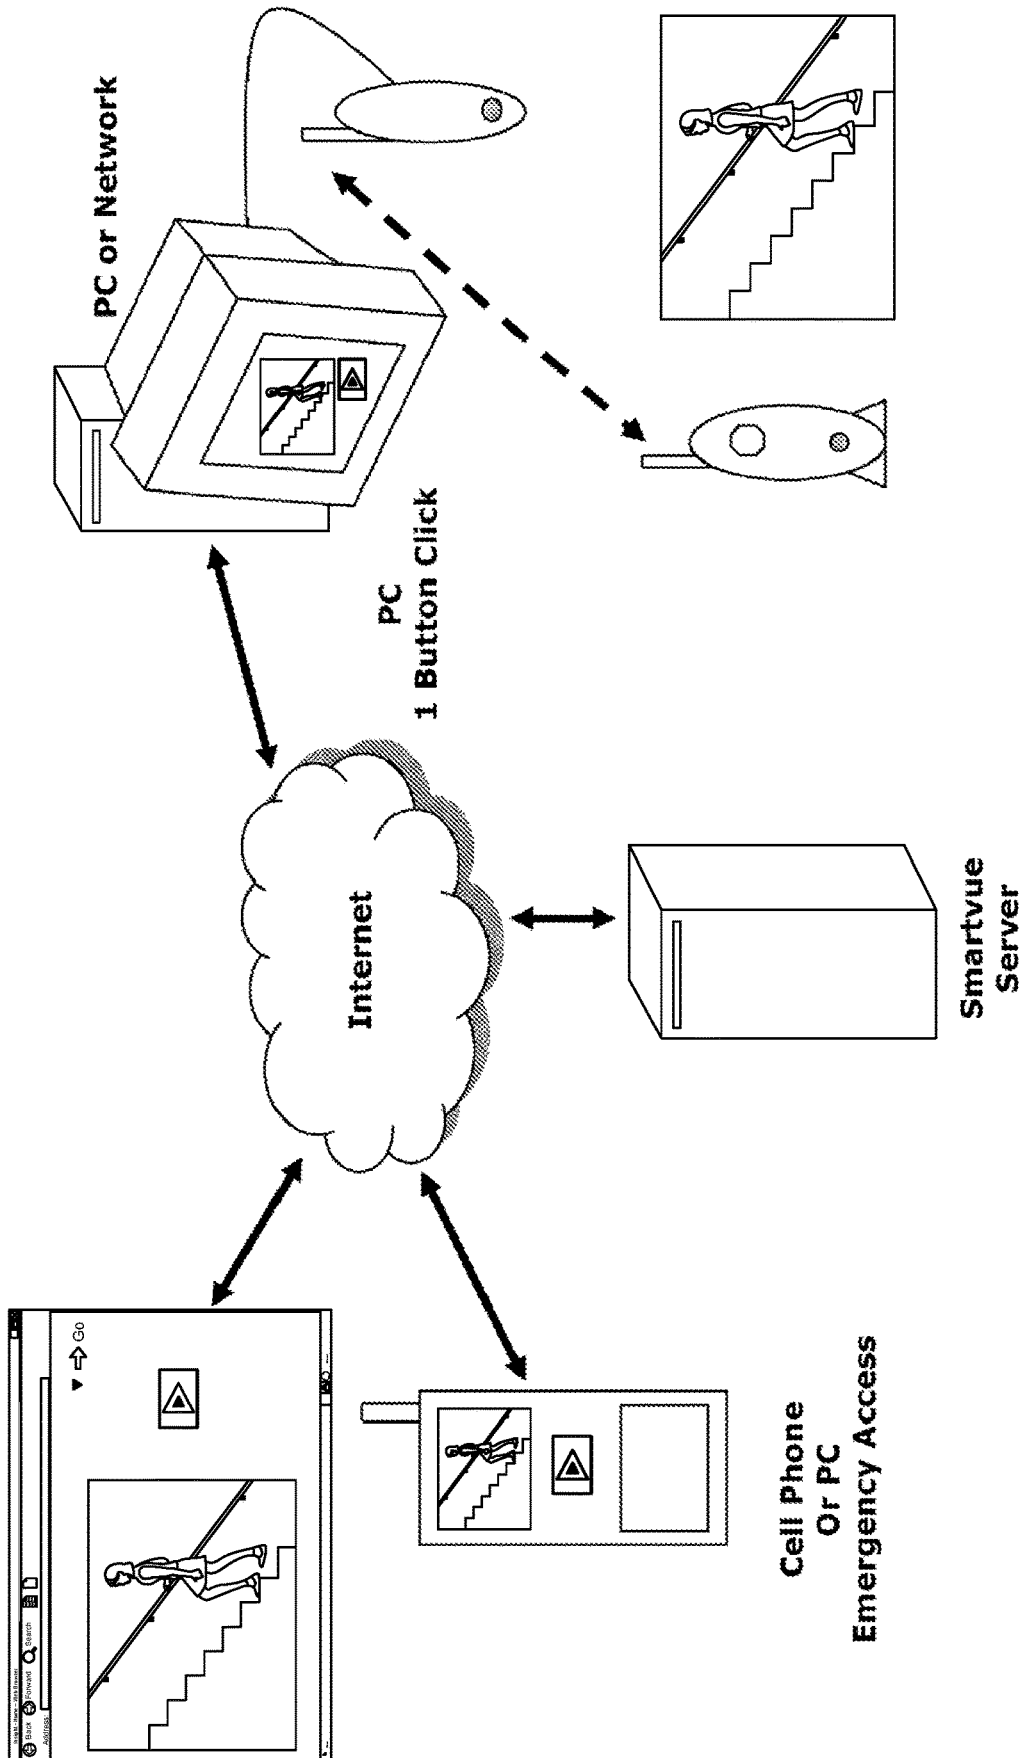 Back
Forward
Search
Address
Go
Internet
PC or Network
PC
1 Button Click
Cell Phone
Or PC
Emergency Access
Smartvue
Server